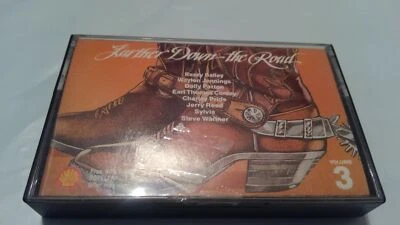 Further Down the Road
Razzy Bailey
Waylon Jennings
Dolly Parton
Earl Thomas Conley
Charley Pride
Jerry Reed
Sylvia
Steve Wariner
VOLUME
3